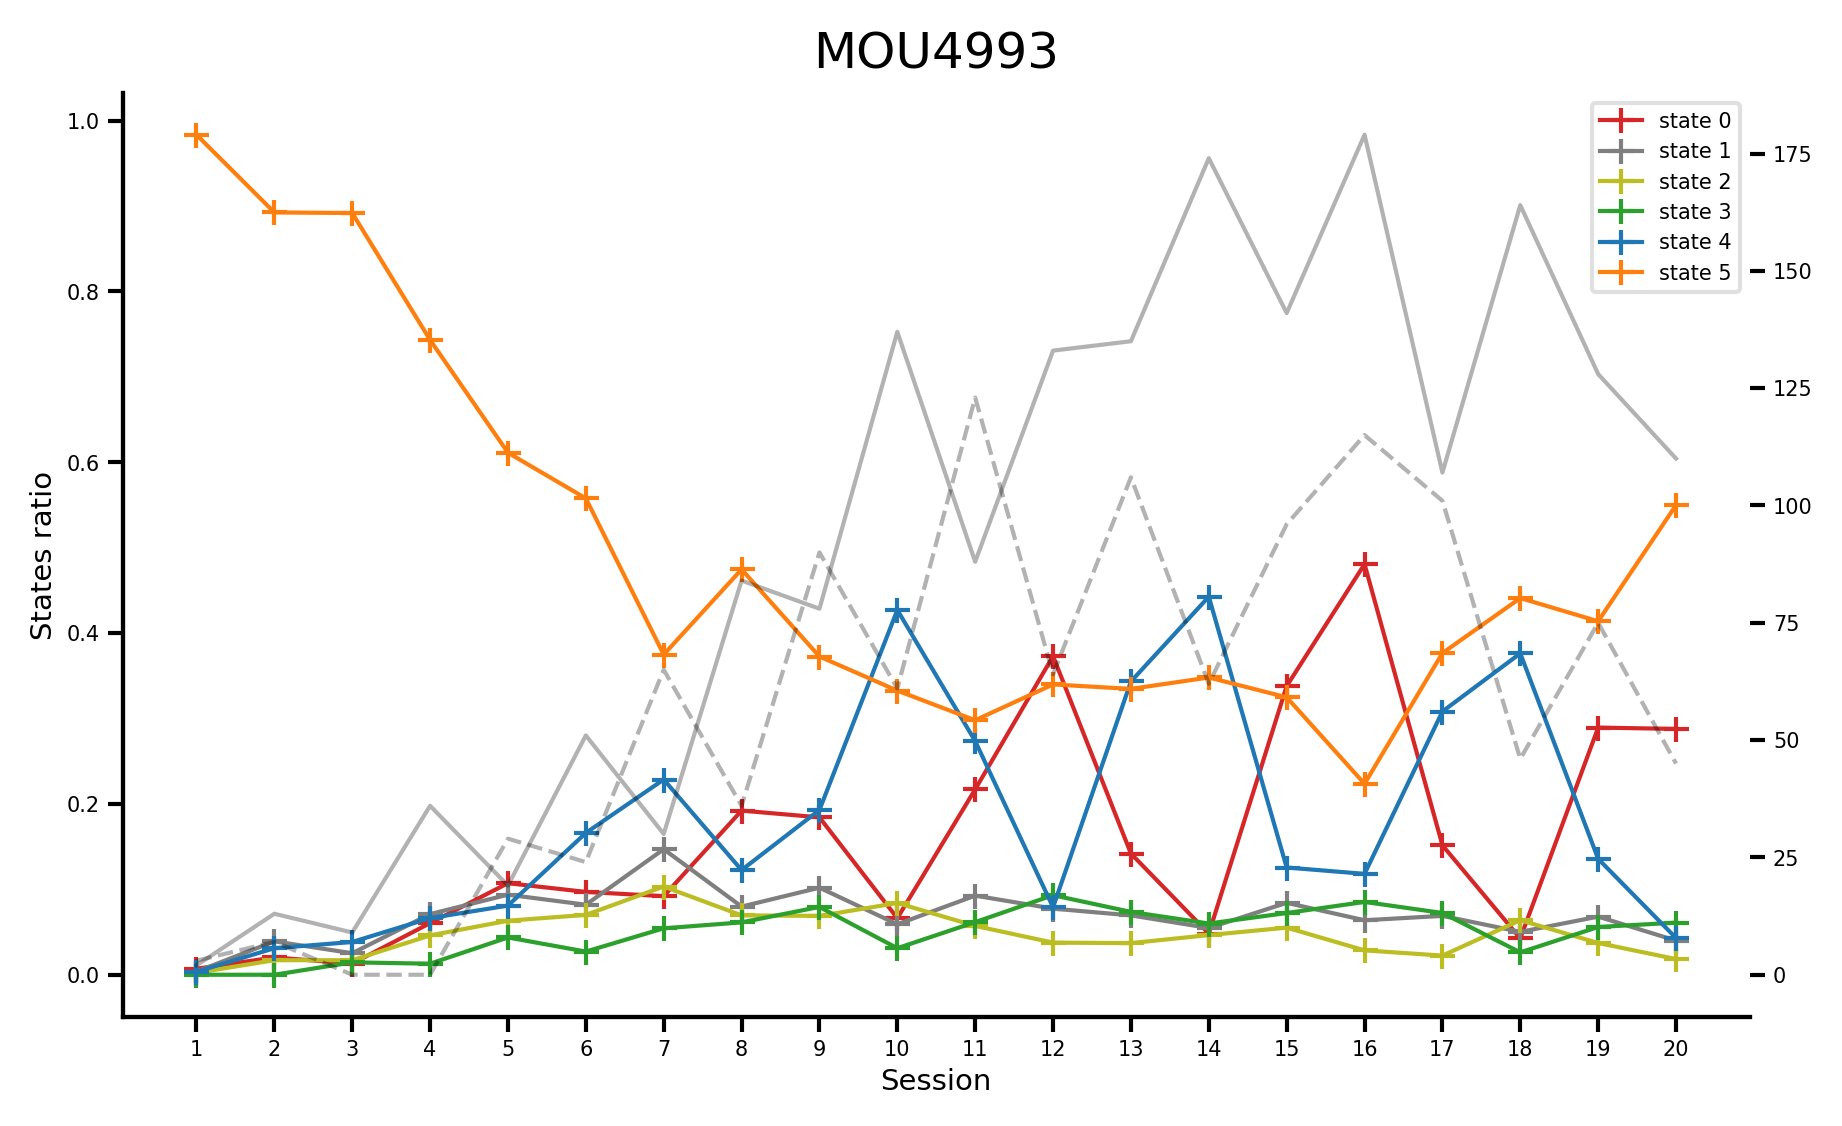 MOU4993
States ratio
1.0
0.8
0.6
0.4
0.2
0.0
state 0
state 1
state 2
state 3
state 4
state 5
175
150
125
100
75
50
25
0
1 2 3 4 5 6 7 8 9 10 11 12 13 14 15 16 17 18 19 20
Session